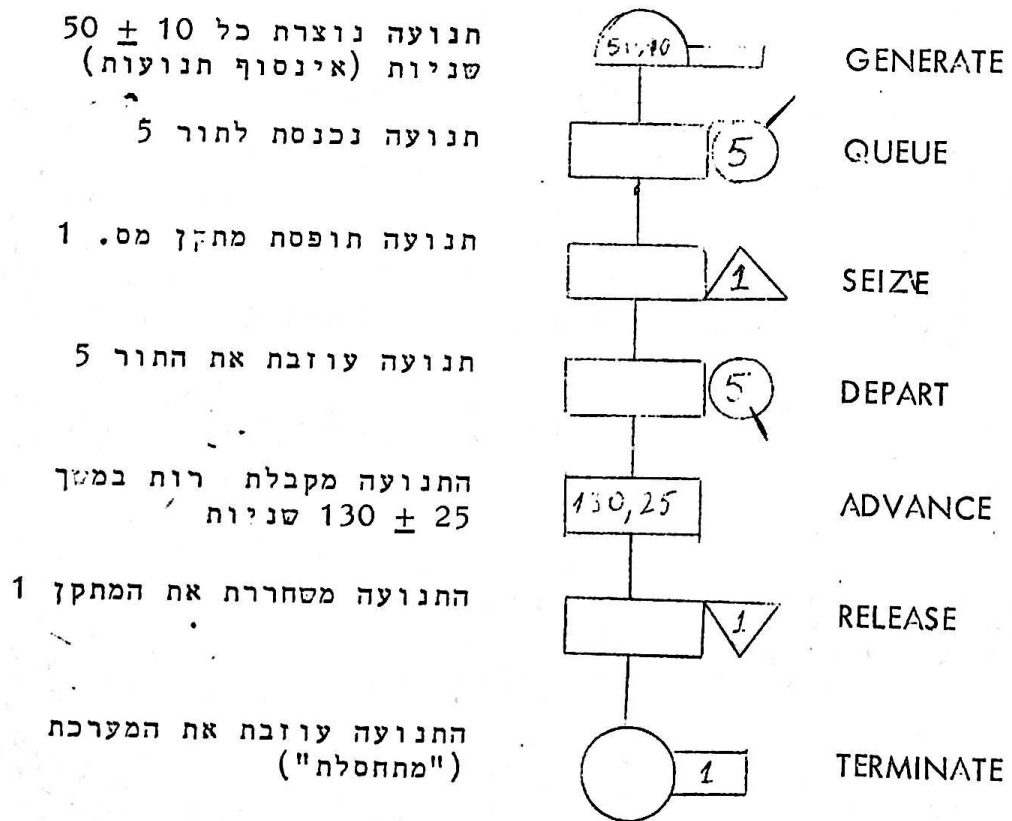 תנועה נוצרת כל 10 ± 50
שניות (אינסוף תנועות)
GENERATE
תנועה נכנסת לתור 5
5
QUEUE
תנועה תופסת מתקן מס. 1
1
SEIZE
תנועה עוזבת את התור 5
5
DEPART
התנועה מקבלת רות במשך
25 ± 130 שניות
130,25
ADVANCE
התנועה משחררת את המתקן 1
1
RELEASE
התנועה עוזבת את המערכת
("מתחסלת")
1
TERMINATE